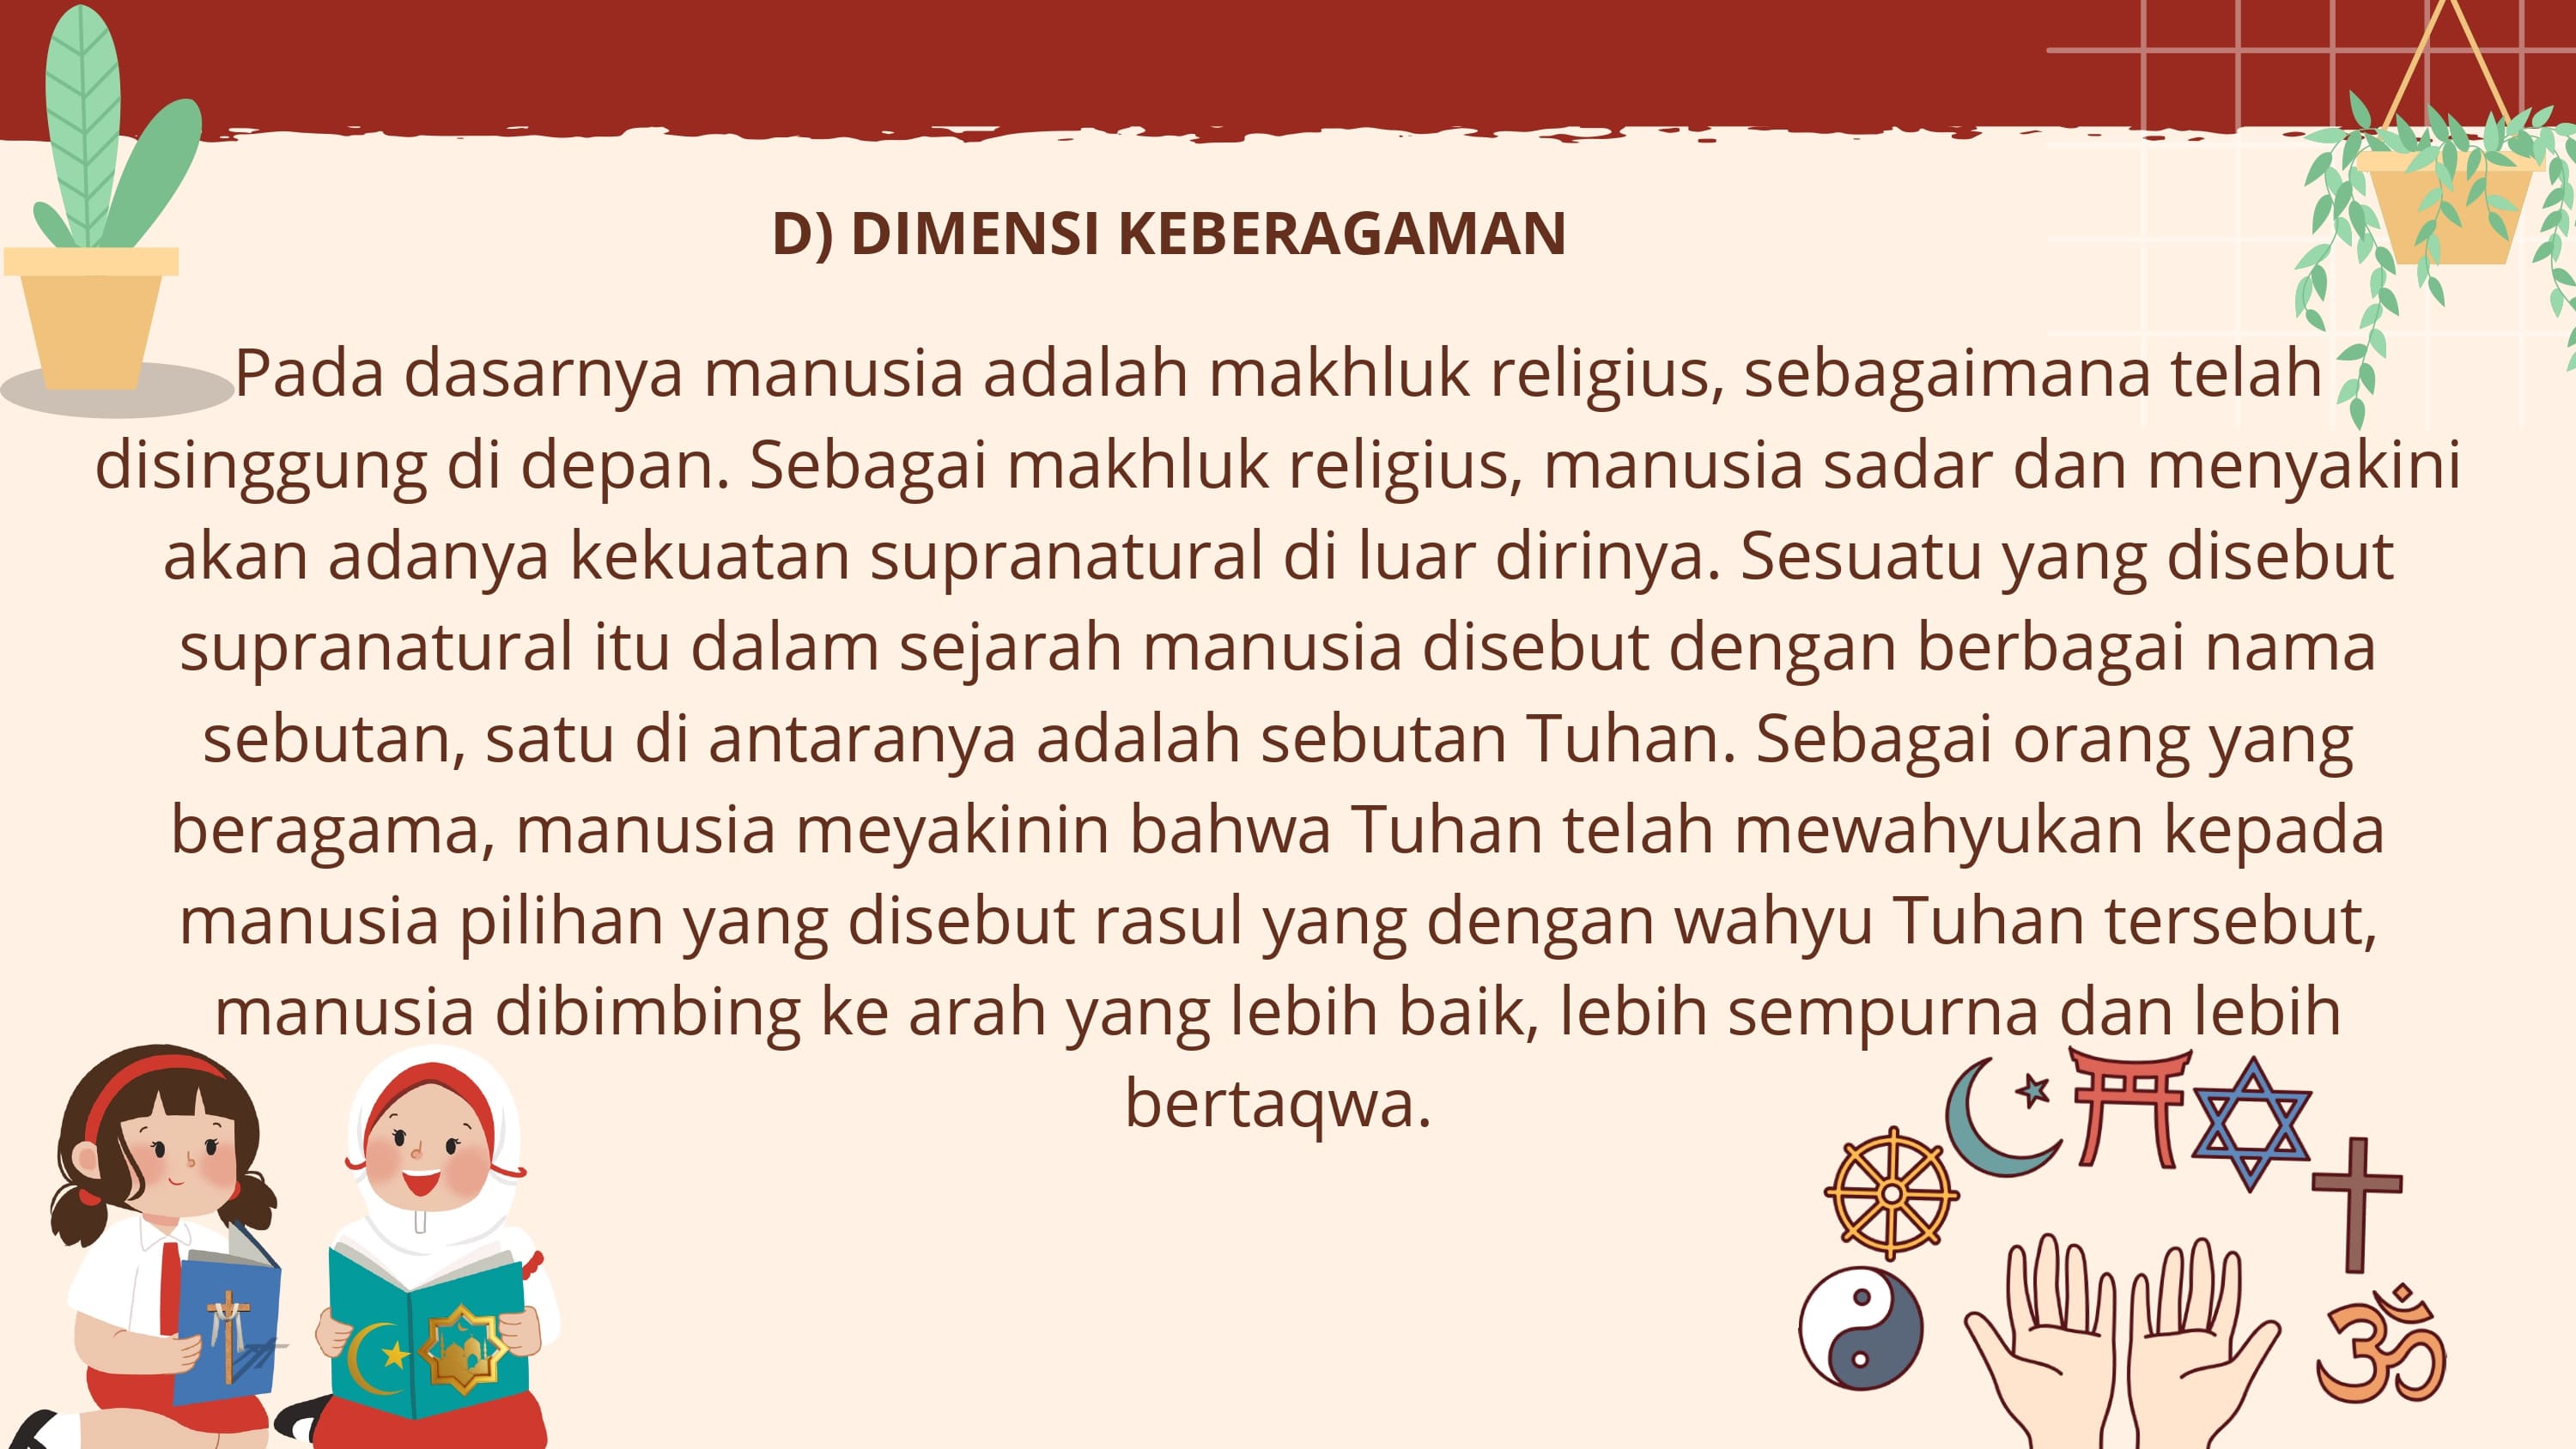 D) DIMENSI KEBERAGAMAN
Pada dasarnya manusia adalah makhluk religius, sebagaimana telah
disinggung di depan. Sebagai makhluk religius, manusia sadar dan menyakini
akan adanya kekuatan supranatural di luar dirinya. Sesuatu yang disebut
supranatural itu dalam sejarah manusia disebut dengan berbagai nama
sebutan, satu di antaranya adalah sebutan Tuhan. Sebagai orang yang
beragama, manusia meyakinin bahwa Tuhan telah mewahyukan kepada
manusia pilihan yang disebut rasul yang dengan wahyu Tuhan tersebut,
manusia dibimbing ke arah yang lebih baik, lebih sempurna dan lebih
bertaqwa.
ॐ